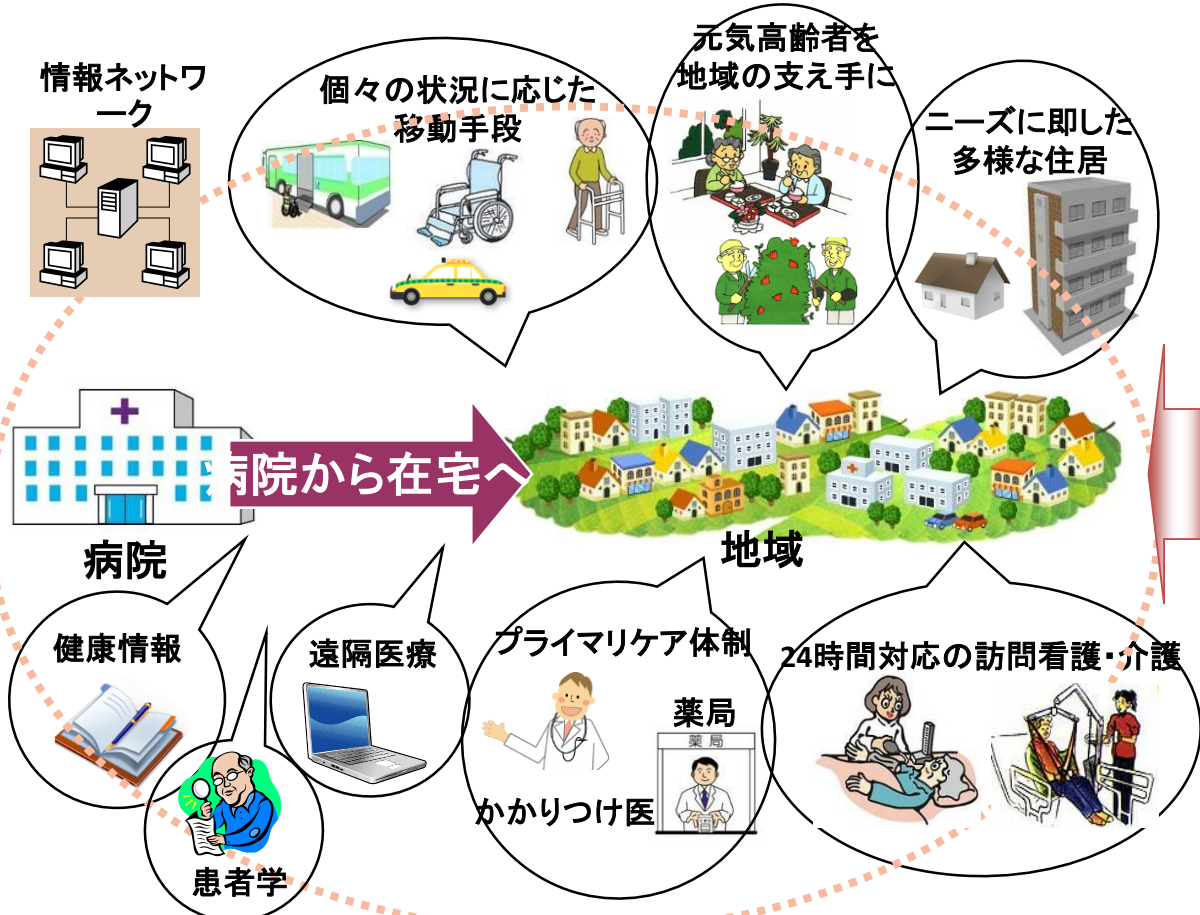 情報ネットワ
ーク
個々の状況に応じた
移動手段
元気高齢者を
地域の支え手に
ニーズに即した
多様な住居
病院から在宅へ
病院
地域
健康情報
遠隔医療
患者学
プライマリケア体制
薬局
薬局
かかりつけ医
24時間対応の訪問看護・介護